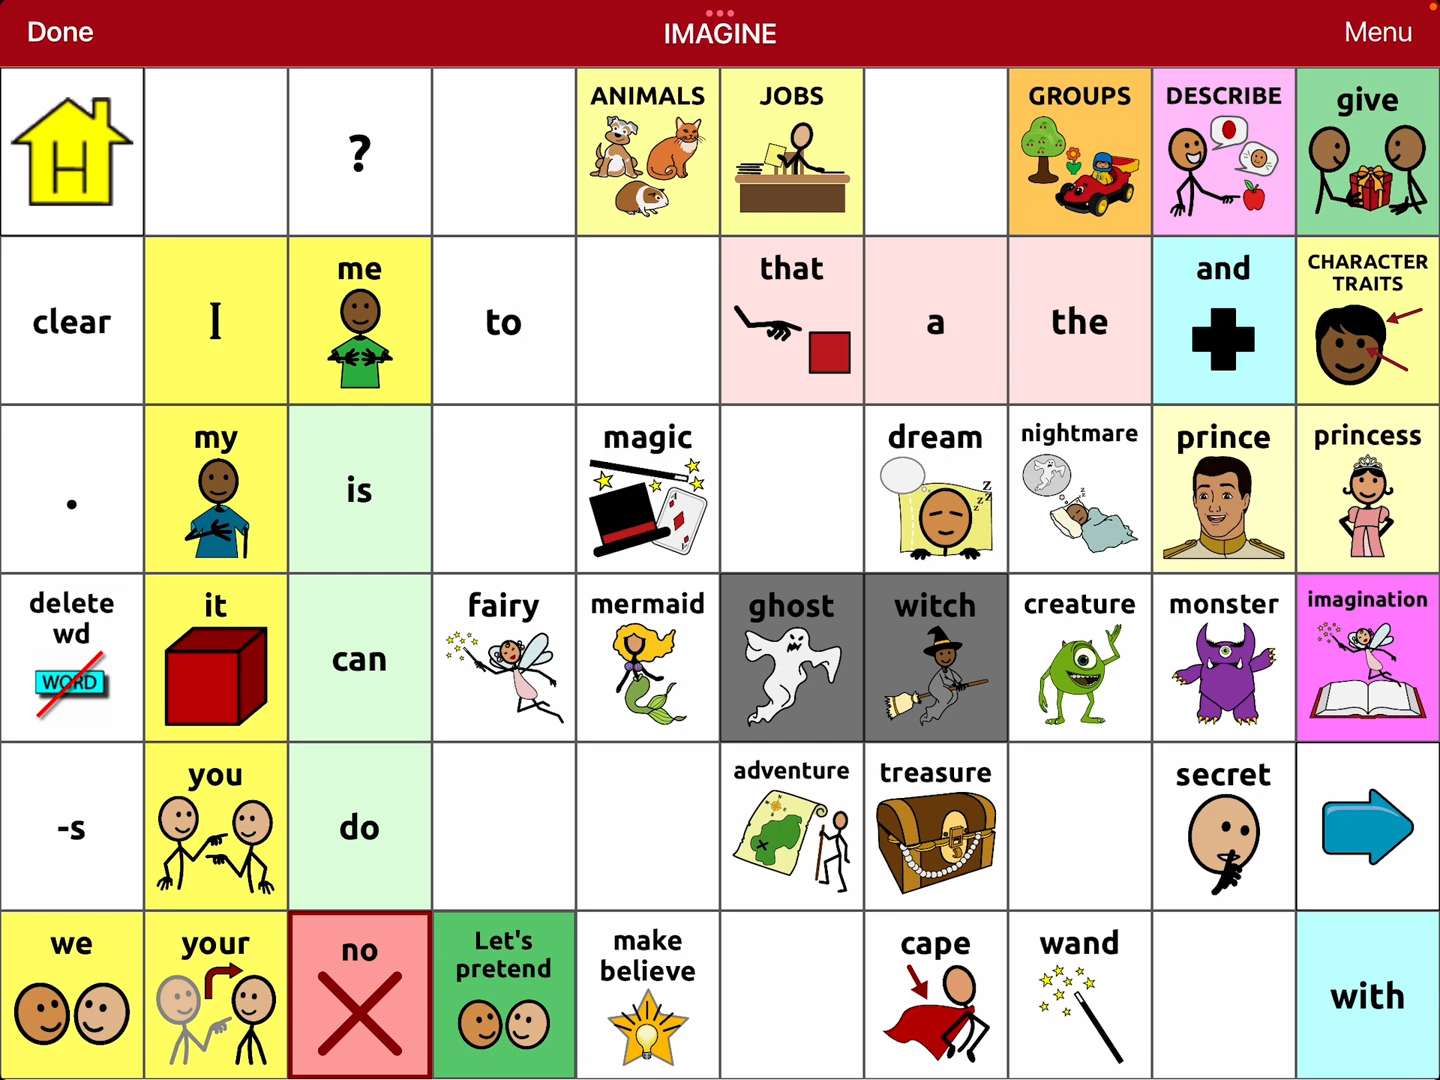 Done
IMAGINE
Menu
H
?
ANIMALS
JOBS
GROUPS
DESCRIBE
give
clear
I
me
to
that
a
the
and
CHARACTER
TRAITS
.
my
is
magic
dream
nightmare
prince
princess
delete
wd
WORD
it
can
fairy
mermaid
ghost
witch
creature
monster
imagination
-s
you
do
adventure
treasure
secret
we
your
no
Let's
pretend
make
believe
cape
wand
with